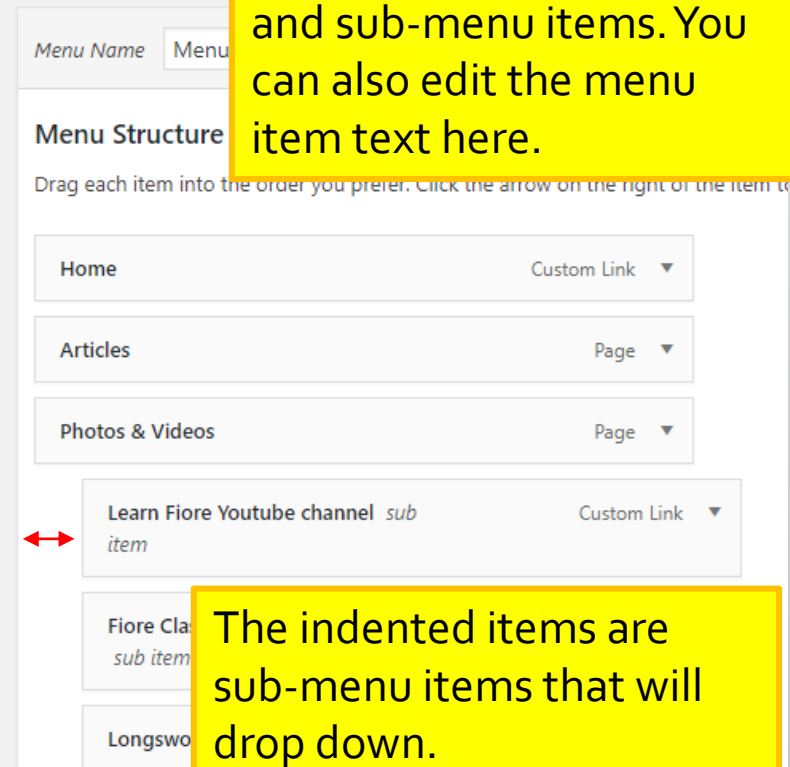 and sub-menu items. You
can also edit the menu
item text here.
Menu Name Menu
Menu Structure
Drag each item into the order you prefer. Click the arrow on the right of the item
Home Custom Link
Articles Page
Photos & Videos Page
Learn Fiore Youtube channel sub Custom Link
item
The indented items are
sub-menu items that will
drop down.
Fiore
sub item